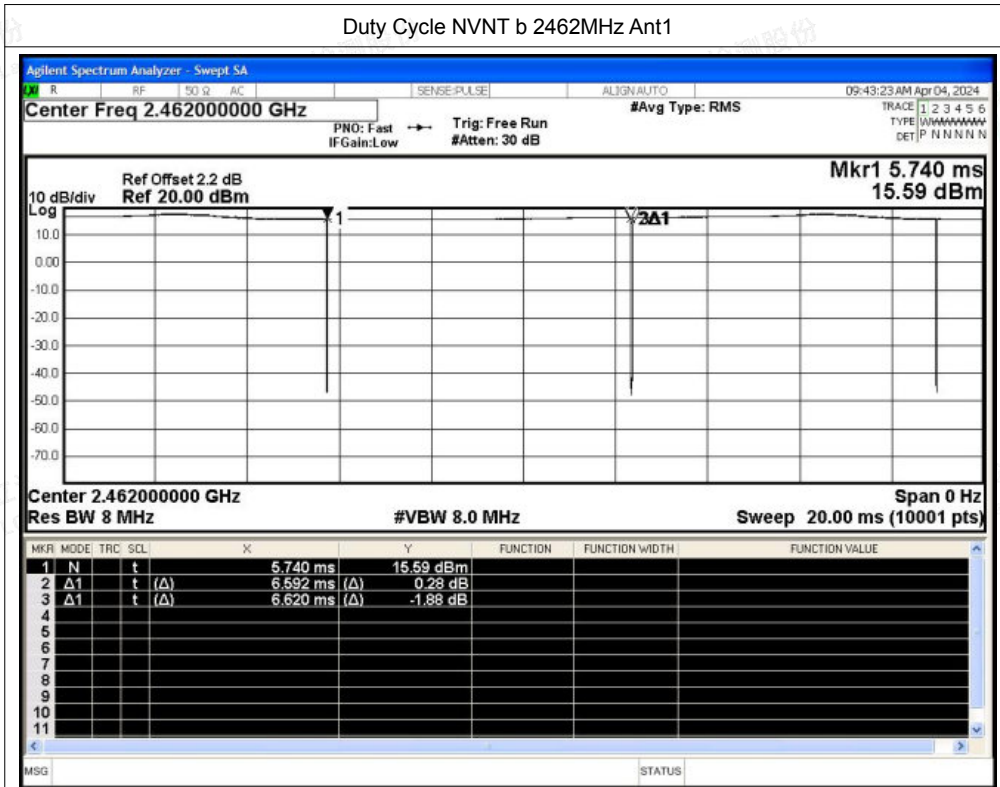 Duty Cycle NVNT b 2462MHz Ant1
Agilent Spectrum Analyzer - Swept SA
R RF 50 Ω AC SENSE:PULSE ALIGN AUTO 09:43:23 AM Apr 04, 2024
Center Freq 2.462000000 GHz #Avg Type: RMS TRACE 1 2 3 4 5 6
PNO: Fast Trig: Free Run TYPE
IFGain:Low #Atten: 30 dB DET P N N N N N
Mkr1 5.740 ms
15.59 dBm
Ref Offset 2.2 dB
10 dB/div Ref 20.00 dBm
Log
1
10.0
0.00
-10.0
-20.0
-30.0
-40.0
-50.0
-60.0
-70.0
Center 2.462000000 GHz Span 0 Hz
Res BW 8 MHz #VBW 8.0 MHz Sweep 20.00 ms (10001 pts)
MKR MODE TRC SCL X Y FUNCTION FUNCTION WIDTH FUNCTION VALUE
1 N t 5.740 ms 15.59 dBm
2 Δ1 t (Δ) 6.592 ms (Δ) 0.28 dB
3 Δ1 t (Δ) 6.620 ms (Δ) -1.88 dB
4
5
6
7
8
9
10
11
MSG STATUS